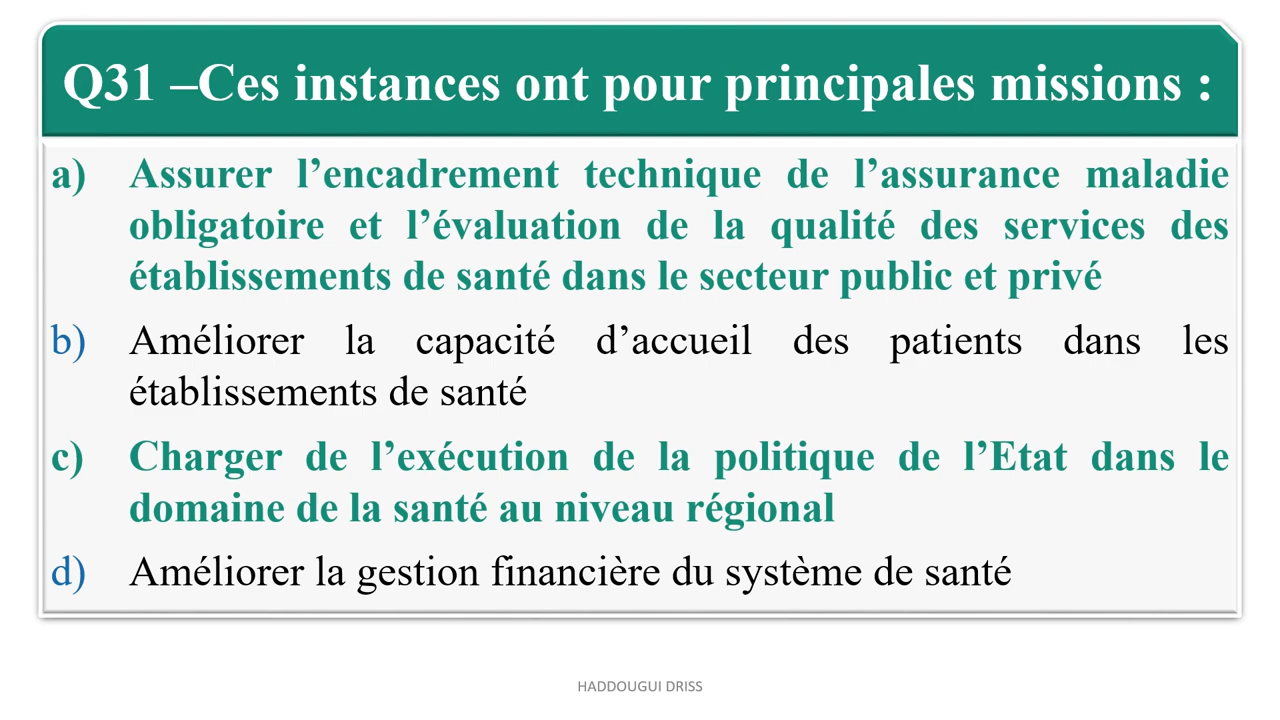 Q31 –Ces instances ont pour principales missions :
a) Assurer l’encadrement technique de l’assurance maladie
obligatoire et l’évaluation de la qualité des services des
établissements de santé dans le secteur public et privé
b) Améliorer la capacité d’accueil des patients dans les
établissements de santé
c) Charger de l’exécution de la politique de l’Etat dans le
domaine de la santé au niveau régional
d) Améliorer la gestion financière du système de santé
HADDOUGUI DRISS